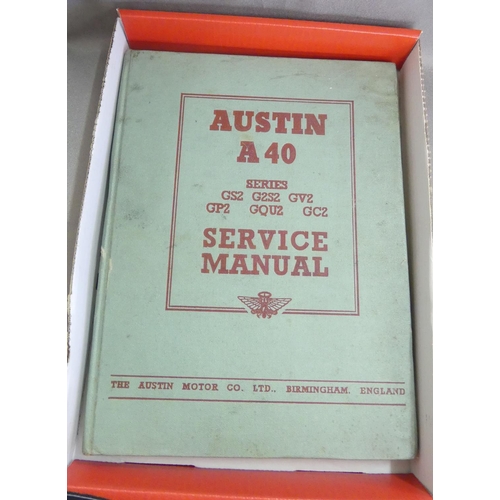 AUSTIN
A 40
SERIES
GS2 G2S2 GV2
GP2 GQU2 GC2
SERVICE
MANUAL
THE AUSTIN MOTOR CO. LTD., BIRMINGHAM, ENGLAND